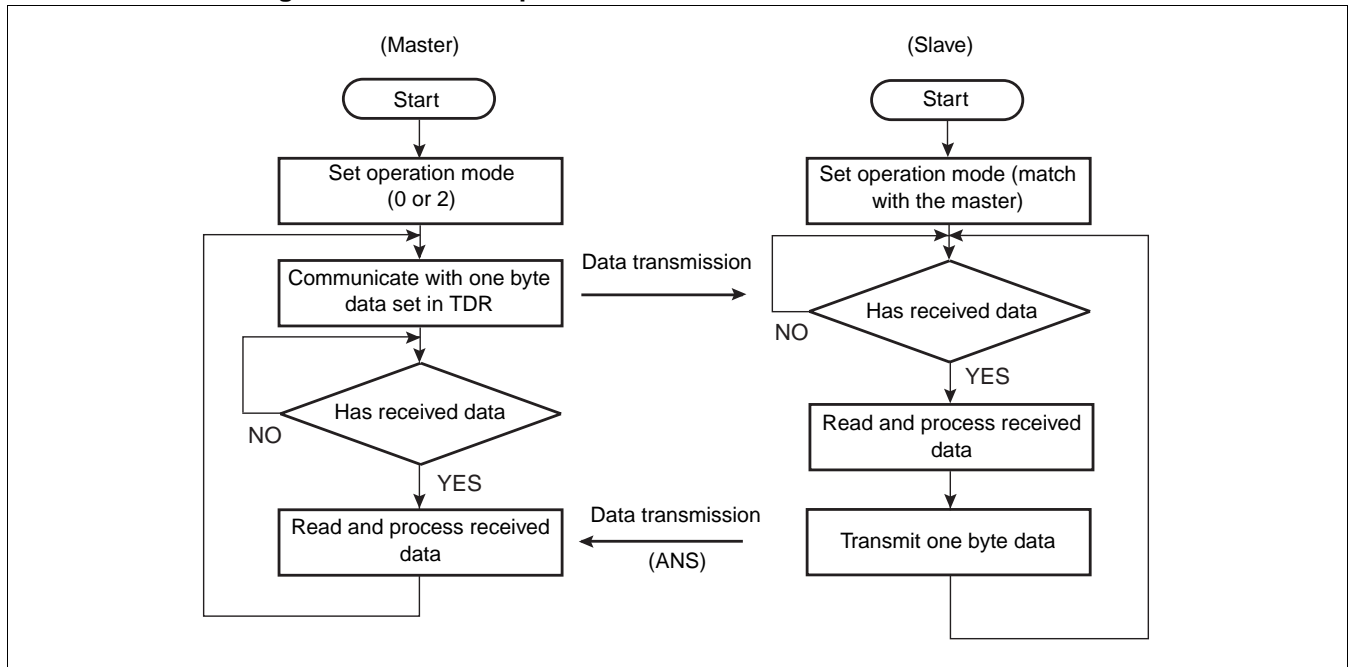 (Master)
Start
Set operation mode
(0 or 2)
Communicate with one byte
data set in TDR
Has received data
NO
YES
Read and process received
data
Data transmission
Data transmission
(ANS)
(Slave)
Start
Set operation mode (match
with the master)
Has received data
NO
YES
Read and process received
data
Transmit one byte data